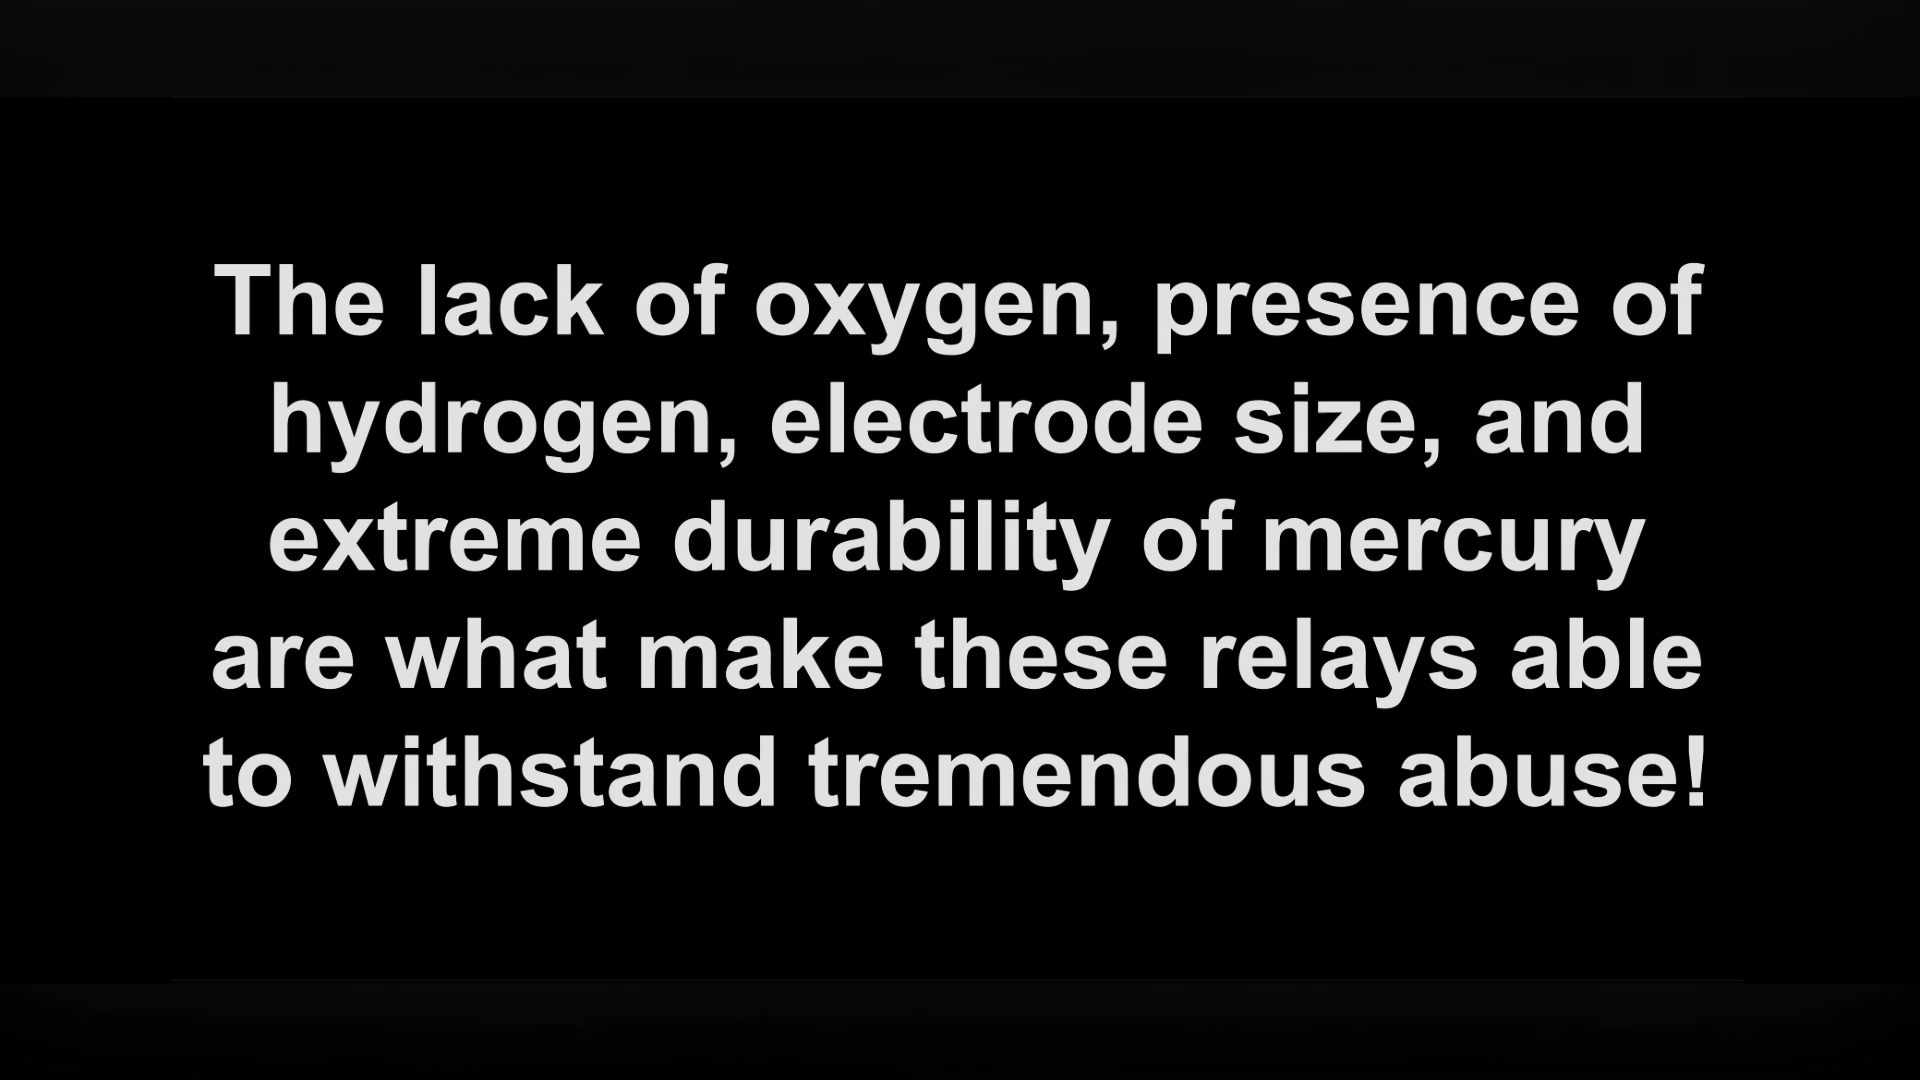 The lack of oxygen, presence of
hydrogen, electrode size, and
extreme durability of mercury
are what make these relays able
to withstand tremendous abuse!